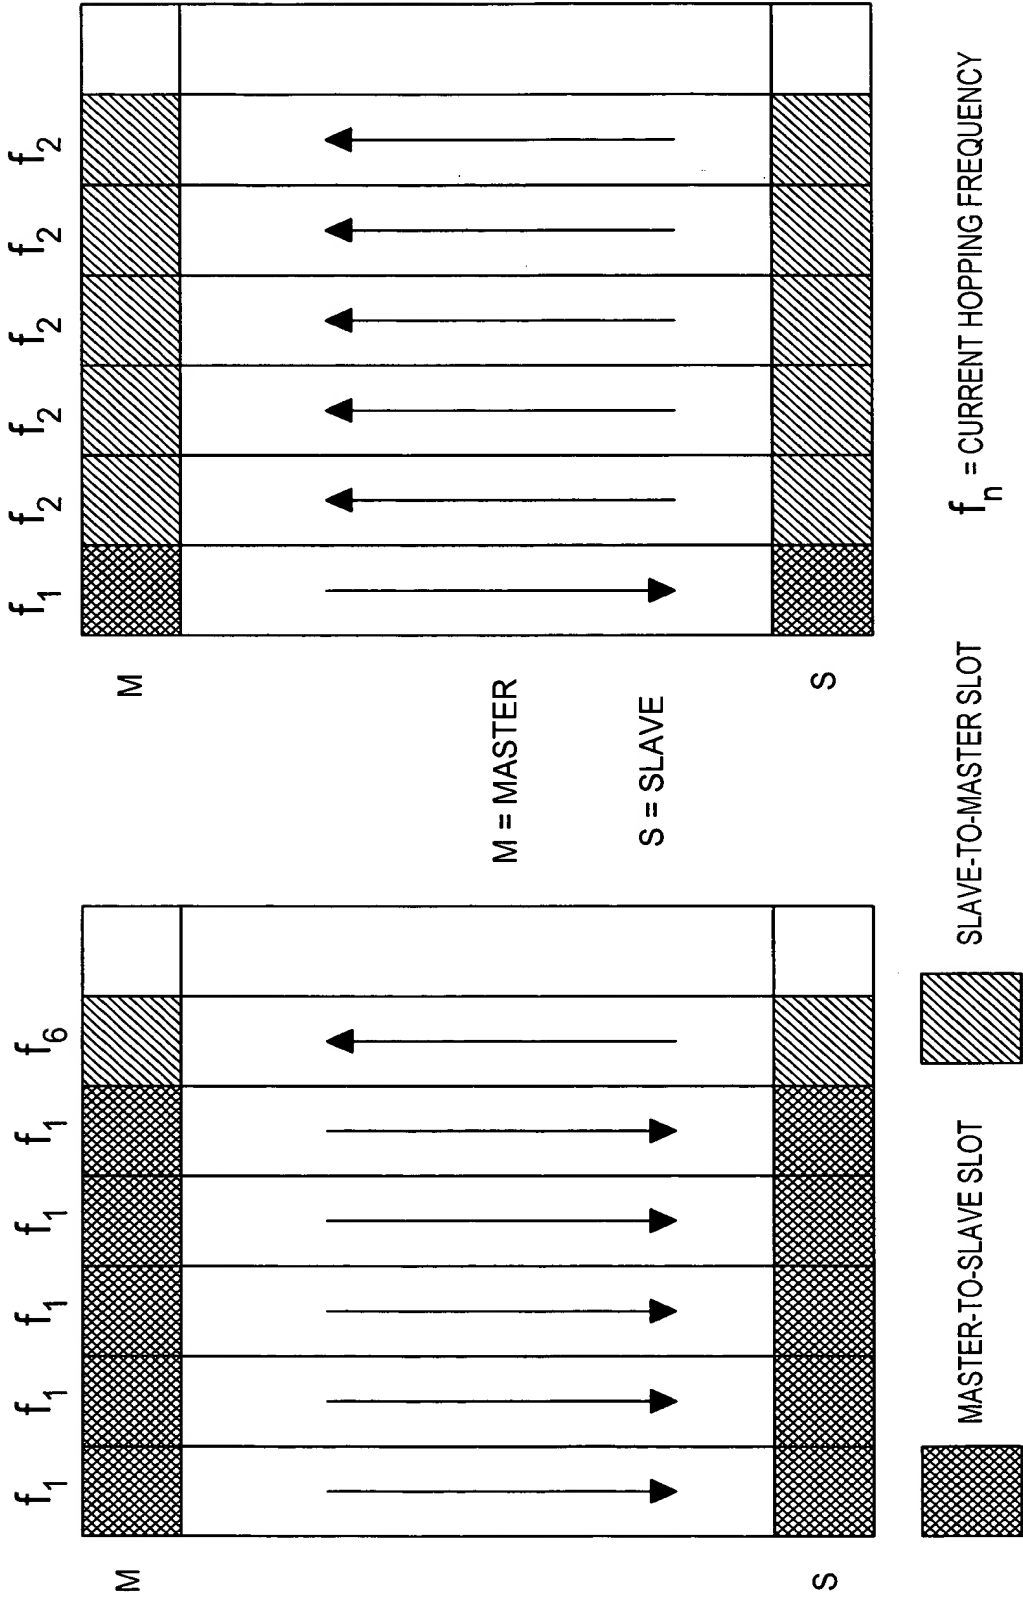 f1 f1 f1 f1 f1 f6
M
S
M = MASTER
S = SLAVE
f1 f2 f2 f2 f2 f2
M
S
MASTER-TO-SLAVE SLOT
SLAVE-TO-MASTER SLOT
fn = CURRENT HOPPING FREQUENCY